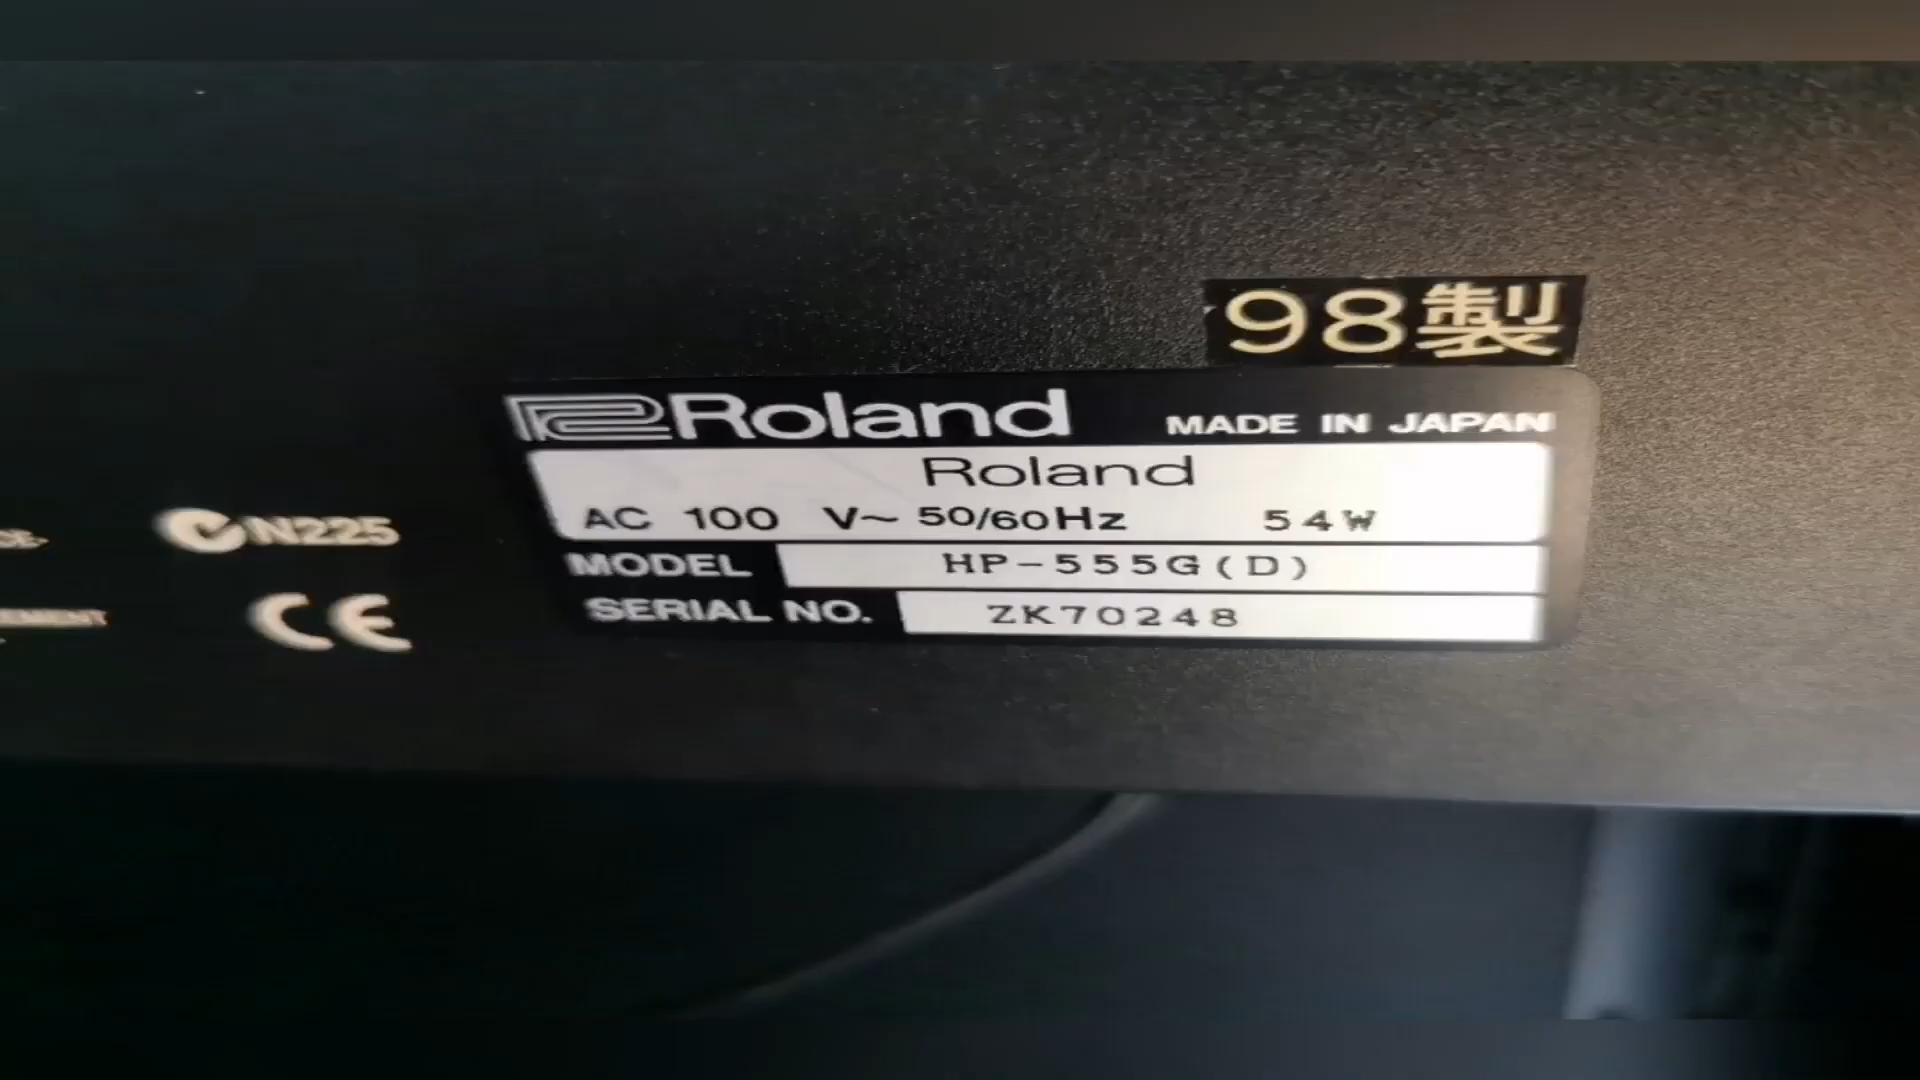 98製
Roland MADE IN JAPAN
Roland
AC 100 V~ 50/60Hz 54W
MODEL HP-555G(D)
SERIAL NO. ZK70248
N225
CE